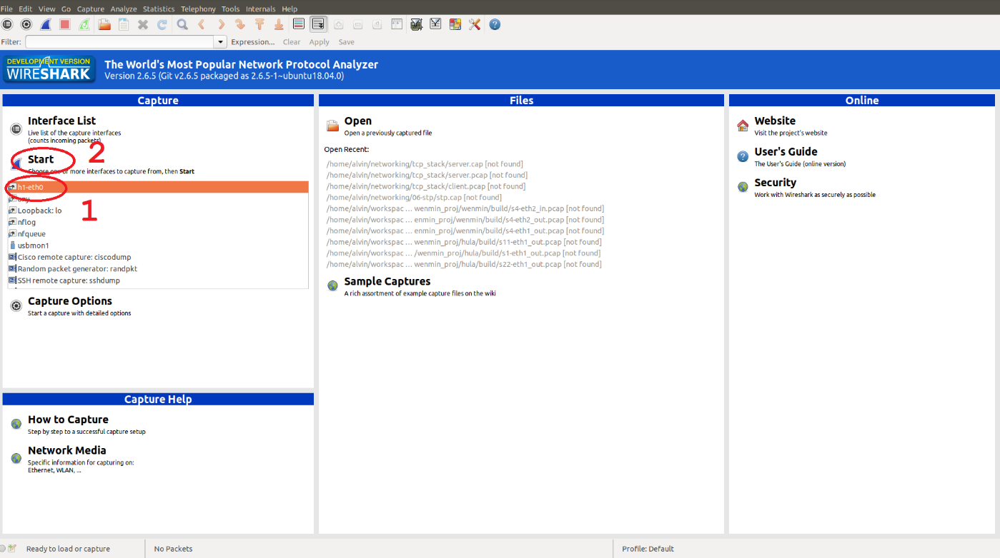 File Edit View Go Capture Analyze Statistics Telephony Tools Internals Help
Filter: Expression... Clear Apply Save
DEVELOPMENT VERSION
WIRESHARK
The World's Most Popular Network Protocol Analyzer
Version 2.6.5 (Git v2.6.5 packaged as 2.6.5-1~ubuntu18.04.0)
Capture
Interface List
Live list of the capture interfaces
(counts incoming packets)
2
Start
Choose one or more interfaces to capture from, then Start
h1-eth0
any
1
Loopback: lo
nflog
nfqueue
usbmon1
Cisco remote capture: ciscodump
Random packet generator: randpkt
SSH remote capture: sshdump
Capture Options
Start a capture with detailed options
Capture Help
How to Capture
Step by step to a successful capture setup
Network Media
Specific information for capturing on:
Ethernet, WLAN, ...
Files
Open
Open a previously captured file
Open Recent:
/home/alvin/networking/tcp_stack/server.cap [not found]
/home/alvin/networking/tcp_stack/server.pcap [not found]
/home/alvin/networking/tcp_stack/client.pcap [not found]
/home/alvin/networking/06-stp/stp.cap [not found]
/home/alvin/workspac ... wenmin_proj/wenmin/build/s4-eth2_in.pcap [not found]
/home/alvin/workspac ... enmin_proj/wenmin/build/s4-eth2_out.pcap [not found]
/home/alvin/workspac ... enmin_proj/wenmin/build/s4-eth1_out.pcap [not found]
/home/alvin/workspac ... wenmin_proj/hula/build/s11-eth1_out.pcap [not found]
/home/alvin/workspac ... /wenmin_proj/hula/build/s1-eth1_out.pcap [not found]
/home/alvin/workspac ... wenmin_proj/hula/build/s22-eth1_out.pcap [not found]
Sample Captures
A rich assortment of example capture files on the wiki
Online
Website
Visit the project's website
User's Guide
The User's Guide (online version)
Security
Work with Wireshark as securely as possible
Ready to load or capture
No Packets
Profile: Default